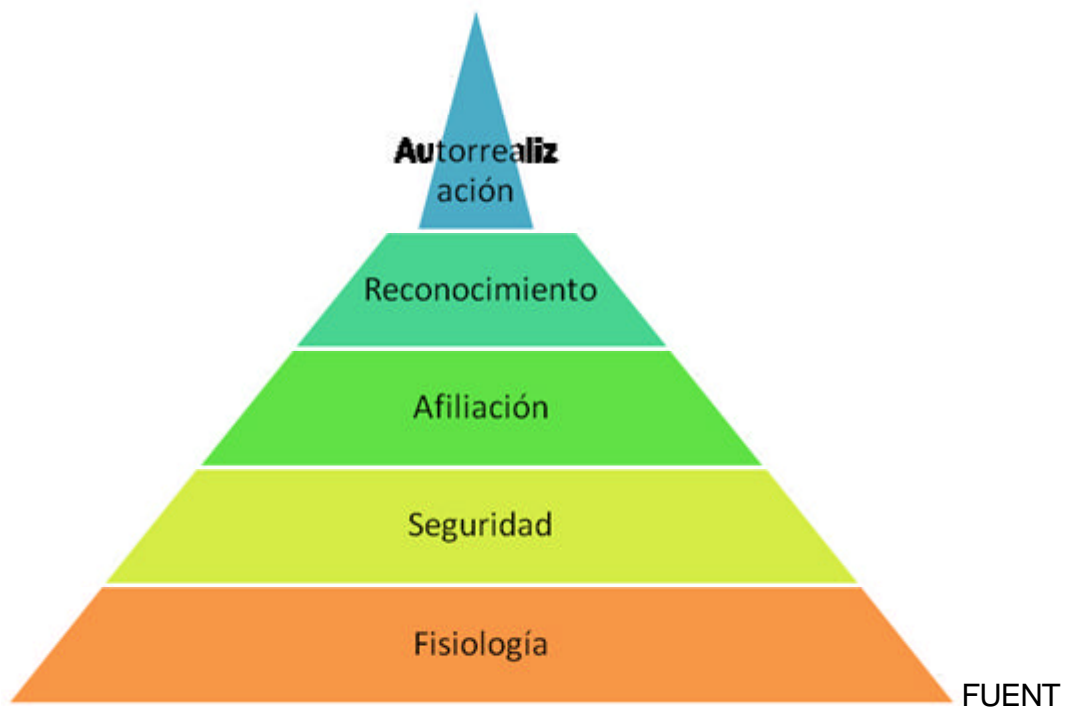 Autorrealiz
ación
Reconocimiento
Afiliación
Seguridad
Fisiología
FUENT